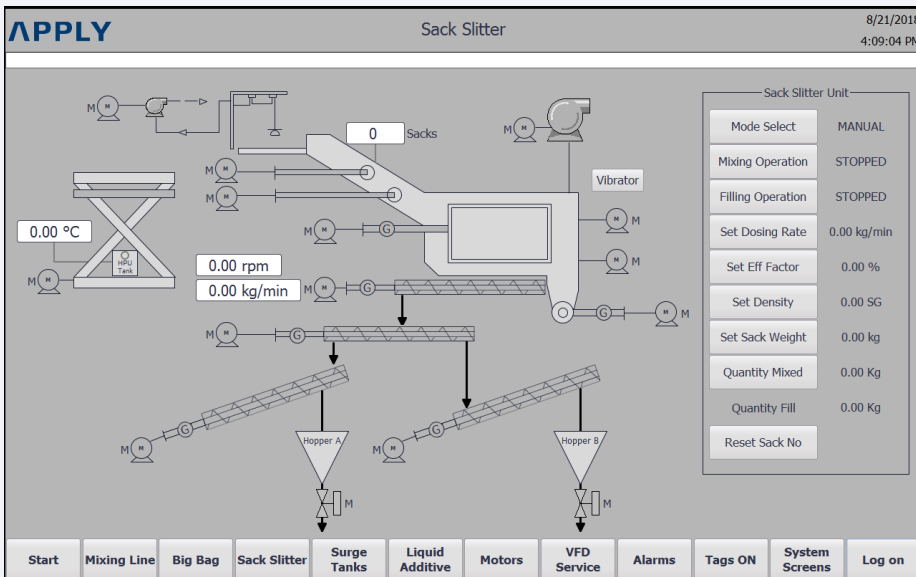 APPLY
Sack Slitter
8/21/2018
4:09:04 PM
Sack Slitter Unit
Mode Select MANUAL
Mixing Operation STOPPED
Filling Operation STOPPED
Set Dosing Rate 0.00 kg/min
Set Eff Factor 0.00 %
Set Density 0.00 SG
Set Sack Weight 0.00 kg
Quantity Mixed 0.00 Kg
Quantity Fill 0.00 Kg
Reset Sack No
M M
0 Sacks
M M
Vibrator
M M
M M
M G
M M
M M
0.00 °C
HPU
Tank
M M
0.00 rpm
0.00 kg/min
M M G
G M M
M M G
M M G
M M G
Hopper A
Hopper B
M
M
Start
Mixing Line
Big Bag
Sack Slitter
Surge
Tanks
Liquid
Additive
Motors
VFD
Service
Alarms
Tags ON
System
Screens
Log on